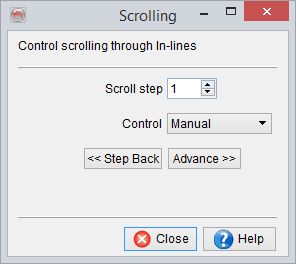 Scrolling
Control scrolling through In-lines
Scroll step 1
Control Manual
<< Step Back Advance >>
Close Help